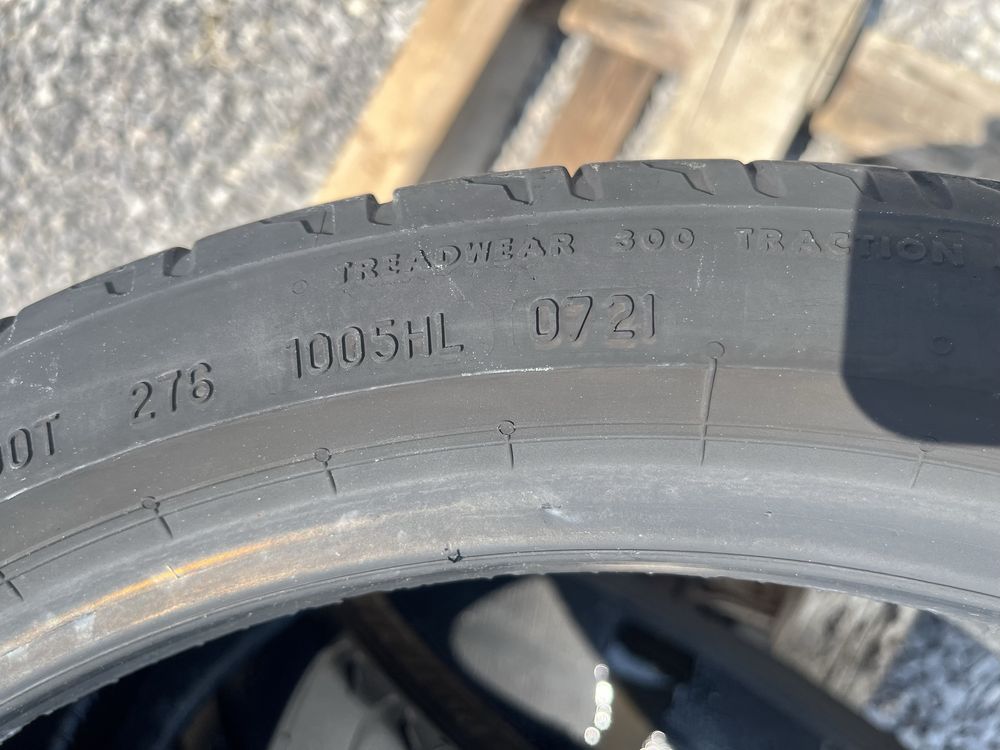 TREADWEAR 300 TRACTION
00T 276 1005HL 0721